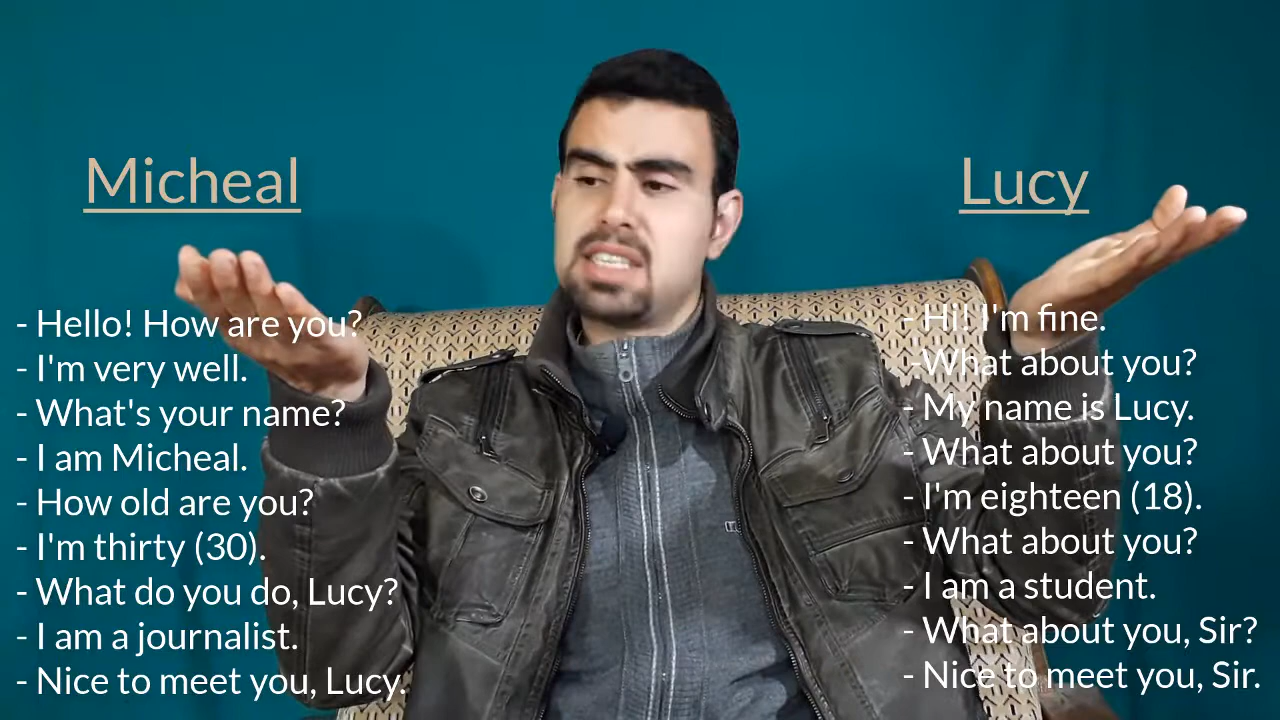 Micheal
- Hello! How are you?
- I'm very well.
- What's your name?
- I am Micheal.
- How old are you?
- I'm thirty (30).
- What do you do, Lucy?
- I am a journalist.
- Nice to meet you, Lucy.
Lucy
- Hi! I'm fine.
-What about you?
- My name is Lucy.
- What about you?
- I'm eighteen (18).
- What about you?
- I am a student.
- What about you, Sir?
- Nice to meet you, Sir.